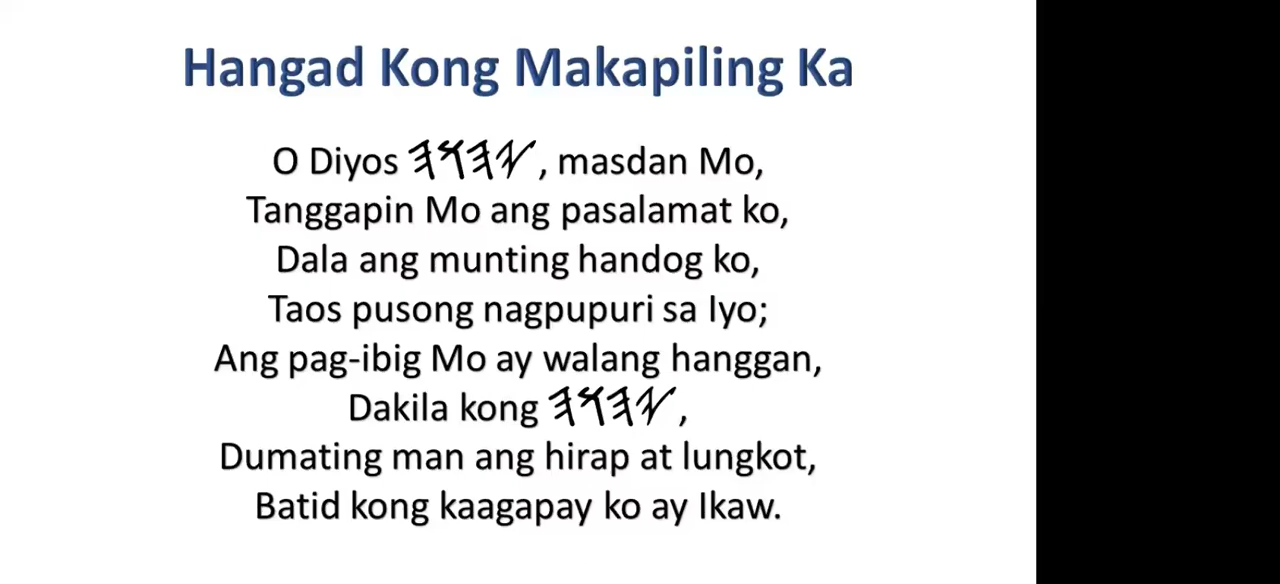 Hangad Kong Makapiling Ka
O Diyos 𐤉𐤄𐤅𐤄, masdan Mo,
Tanggapin Mo ang pasalamat ko,
Dala ang munting handog ko,
Taos pusong nagpupuri sa Iyo;
Ang pag-ibig Mo ay walang hanggan,
Dakila kong 𐤉𐤄𐤅𐤄,
Dumating man ang hirap at lungkot,
Batid kong kaagapay ko ay Ikaw.